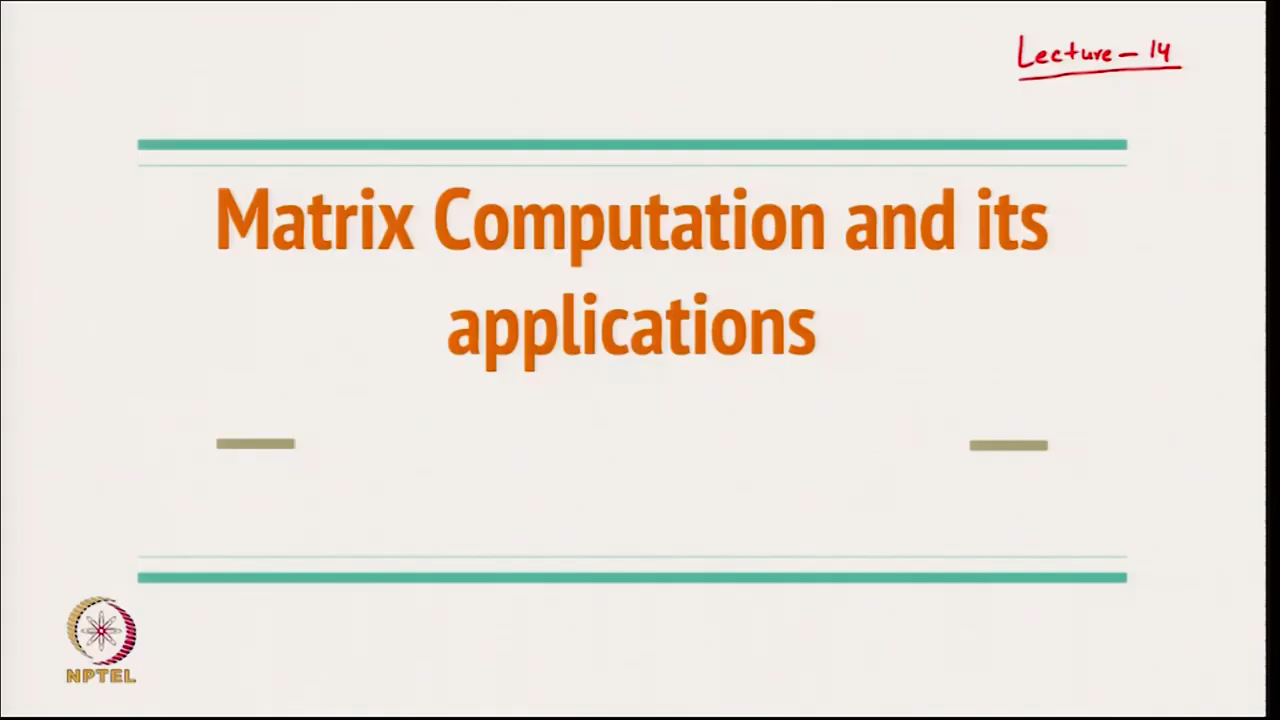 Lecture - 14
Matrix Computation and its
applications
NPTEL